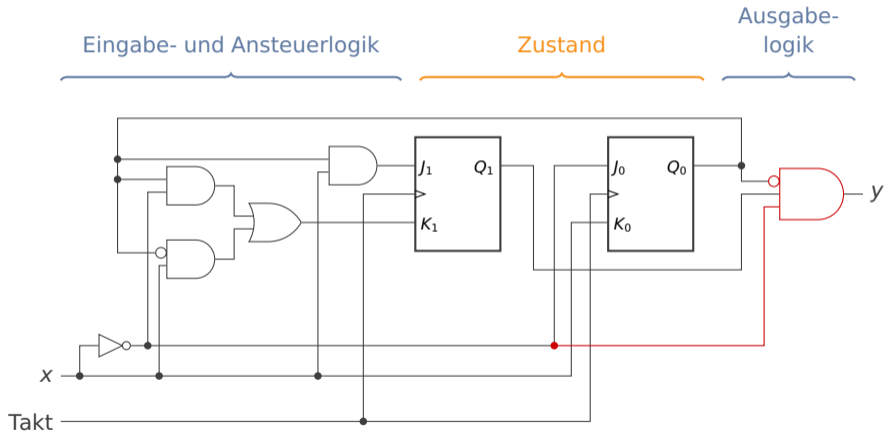 Eingabe- und Ansteuerlogik
Zustand
Ausgabe-
logik
J₁
Q₁
K₁
J₀
Q₀
K₀
y
x
Takt